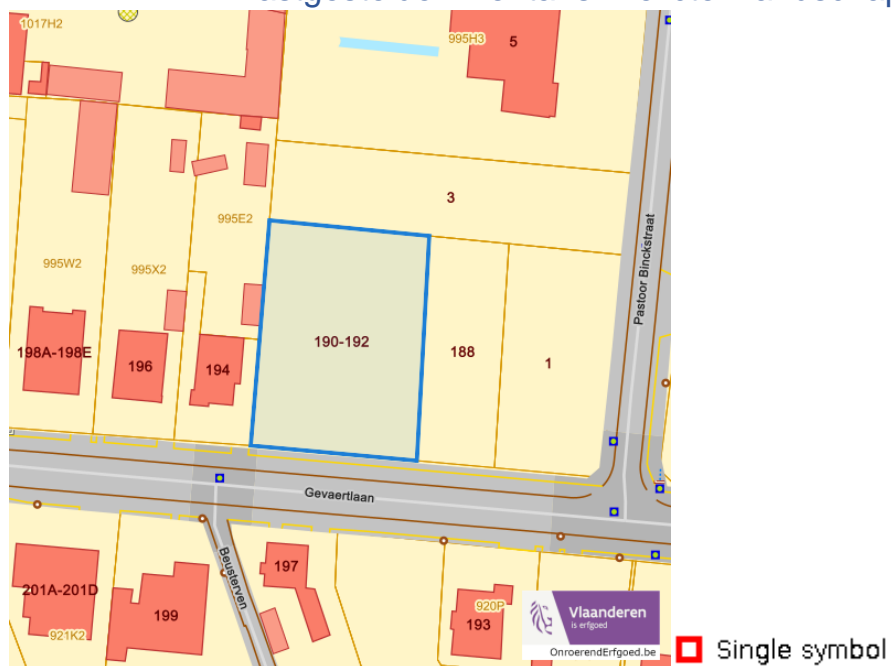 1017H2
995H3
5
3
995E2
995W2
995X2
190-192
188
1
198A-198E
196
194
Pastoor Binckstraat
Gevaertlaan
Beusterven
197
201A-201D
199
921K2
920P
193
Vlaanderen
is erfgoed
OnroerendErfgoed.be
Single symbol